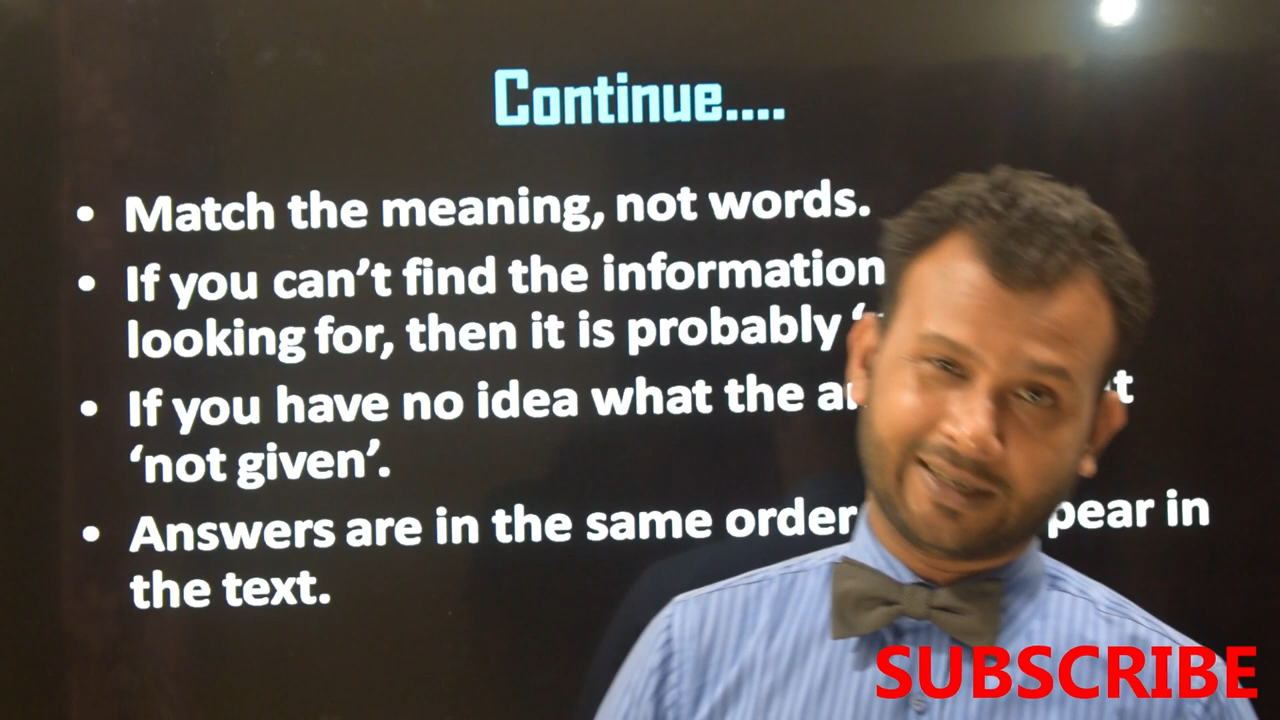 Continue....
• Match the meaning, not words.
• If you can’t find the information
looking for, then it is probably
• If you have no idea what the
‘not given’.
• Answers are in the same order in
the text.
SUBSCRIBE